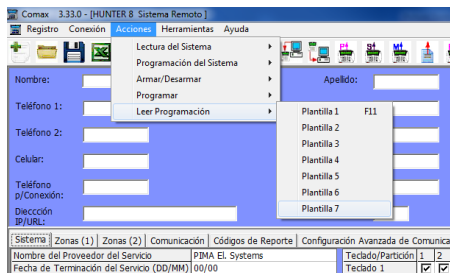 Comax 3.33.0 - [HUNTER 8 Sistema Remoto ]
Registro Conexión Acciones Herramientas Ayuda
Lectura del Sistema
Programación del Sistema
Armar/Desarmar
Programar
Leer Programación
Plantilla 1 F11
Plantilla 2
Plantilla 3
Plantilla 4
Plantilla 5
Plantilla 6
Plantilla 7
Nombre:
Apellido:
Teléfono 1:
Teléfono 2:
Celular:
Teléfono
p/Conexión:
Dieccción
IP/URL:
Sistema Zonas (1) Zonas (2) Comunicación Códigos de Reporte Configuración Avanzada de Comunica
Nombre del Proveedor del Servicio PIMA El. Systems Teclado/Partición 1 2
Fecha de Terminación del Servicio (DD/MM) 00/00 Teclado 1